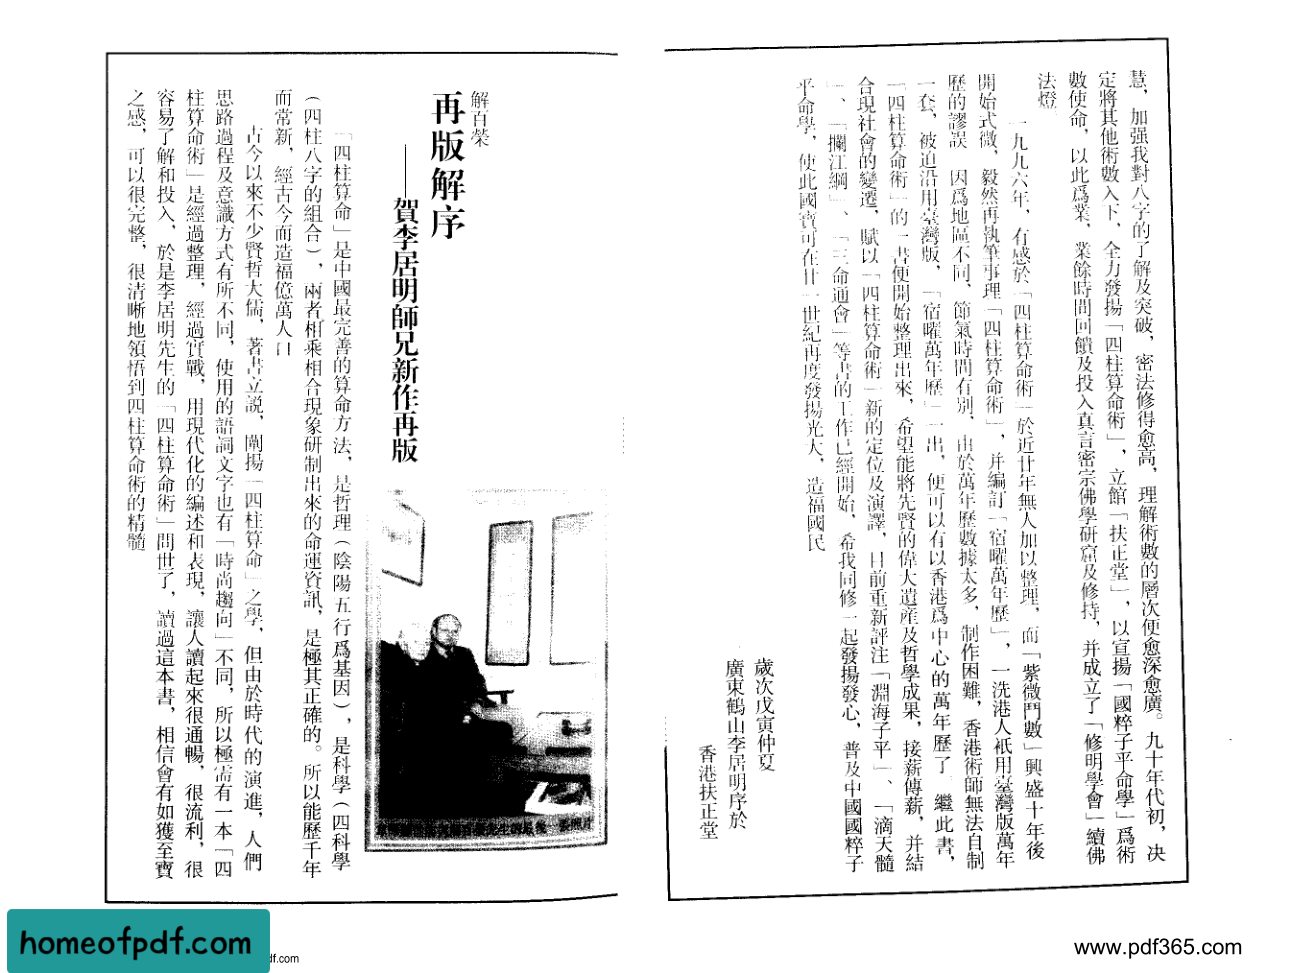 慧，加强我對八字的了解及突破，密法修得愈高，理解術數的層次便愈深愈廣。九十年代初，决
定將其他術數入下，全力發揚「四柱算命術」，立館「扶正堂」，以宣揚「國粹子平命學」爲術
數使命，以此爲業，業餘時間回饋及投入真言密宗佛學研究及修持，并成立了「修明學會」續佛
法燈
一九九六年，有感於「四柱算命術」於近廿年無人加以整理，而「紫微鬥數」興盛十年後
開始式微，毅然再執筆事理「四柱算命術」，并編訂「宿曜萬年歷」，一洗港人衹用臺灣版萬年
歷的謬誤 因爲地區不同，節氣時間有别，由於萬年歷數據太多，制作困難，香港術師無法自制
一套，被迫沿用臺灣版，「宿曜萬年歷」一出，便可以有以香港爲中心的萬年歷了 繼此書，
「四柱算命術」的一書便開始整理出來，希望能將先賢的偉大遺産及哲學成果，接薪傳薪，并結
合現社會的變遷，賦以「四柱算命術」新的定位及演譯，日前重新評注「淵海子平」、「滴天髓
」、「攔江綱」、「三命通會」等書的工作已經開始，希我同修一起發揚發心，普及中國國粹子
平命學，使此國寶可在廿一世紀再度發揚光大，造福國民
歲次戊寅仲夏
廣東鶴山李居明序於
香港扶正堂
解百榮
再版解序
——賀李居明師兄新作再版
「四柱算命」是中國最完善的算命方法，是哲理（陰陽五行爲基因），是科學（四科學
（四柱八字的組合），兩者相乘相合現象研制出來的命運資訊，是極其正確的。所以能歷千年
而常新，經古今而造福億萬人口
古今以來不少賢哲大儒，著書立説，闡揚「四柱算命」之學，但由於時代的演進，人們
思路過程及意識方式有所不同，使用的語詞文字也有「時尚趨向」不同，所以極需有一本「四
柱算命術」是經過整理，經過實戰，用現代化的編述和表現，讓人讀起來很通暢，很流利，很
容易了解和投入，於是李居明先生的「四柱算命術」問世了，讀過這本書，相信會有如獲至寶
之感，可以很完整，很清晰地領悟到四柱算命術的精髓
homeofpdf.com
df.com
www.pdf365.com